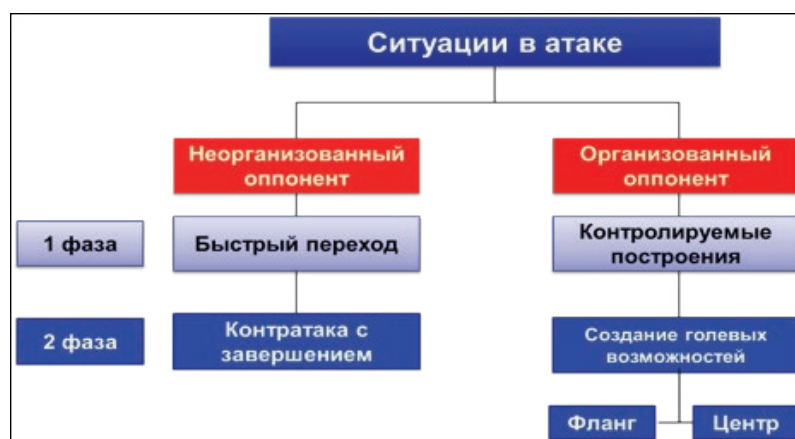 Ситуации в атаке
Неорганизованный
оппонент
Организованный
оппонент
1 фаза
Быстрый переход
Контролируемые
построения
2 фаза
Контратака с
завершением
Создание голевых
возможностей
Фланг
Центр